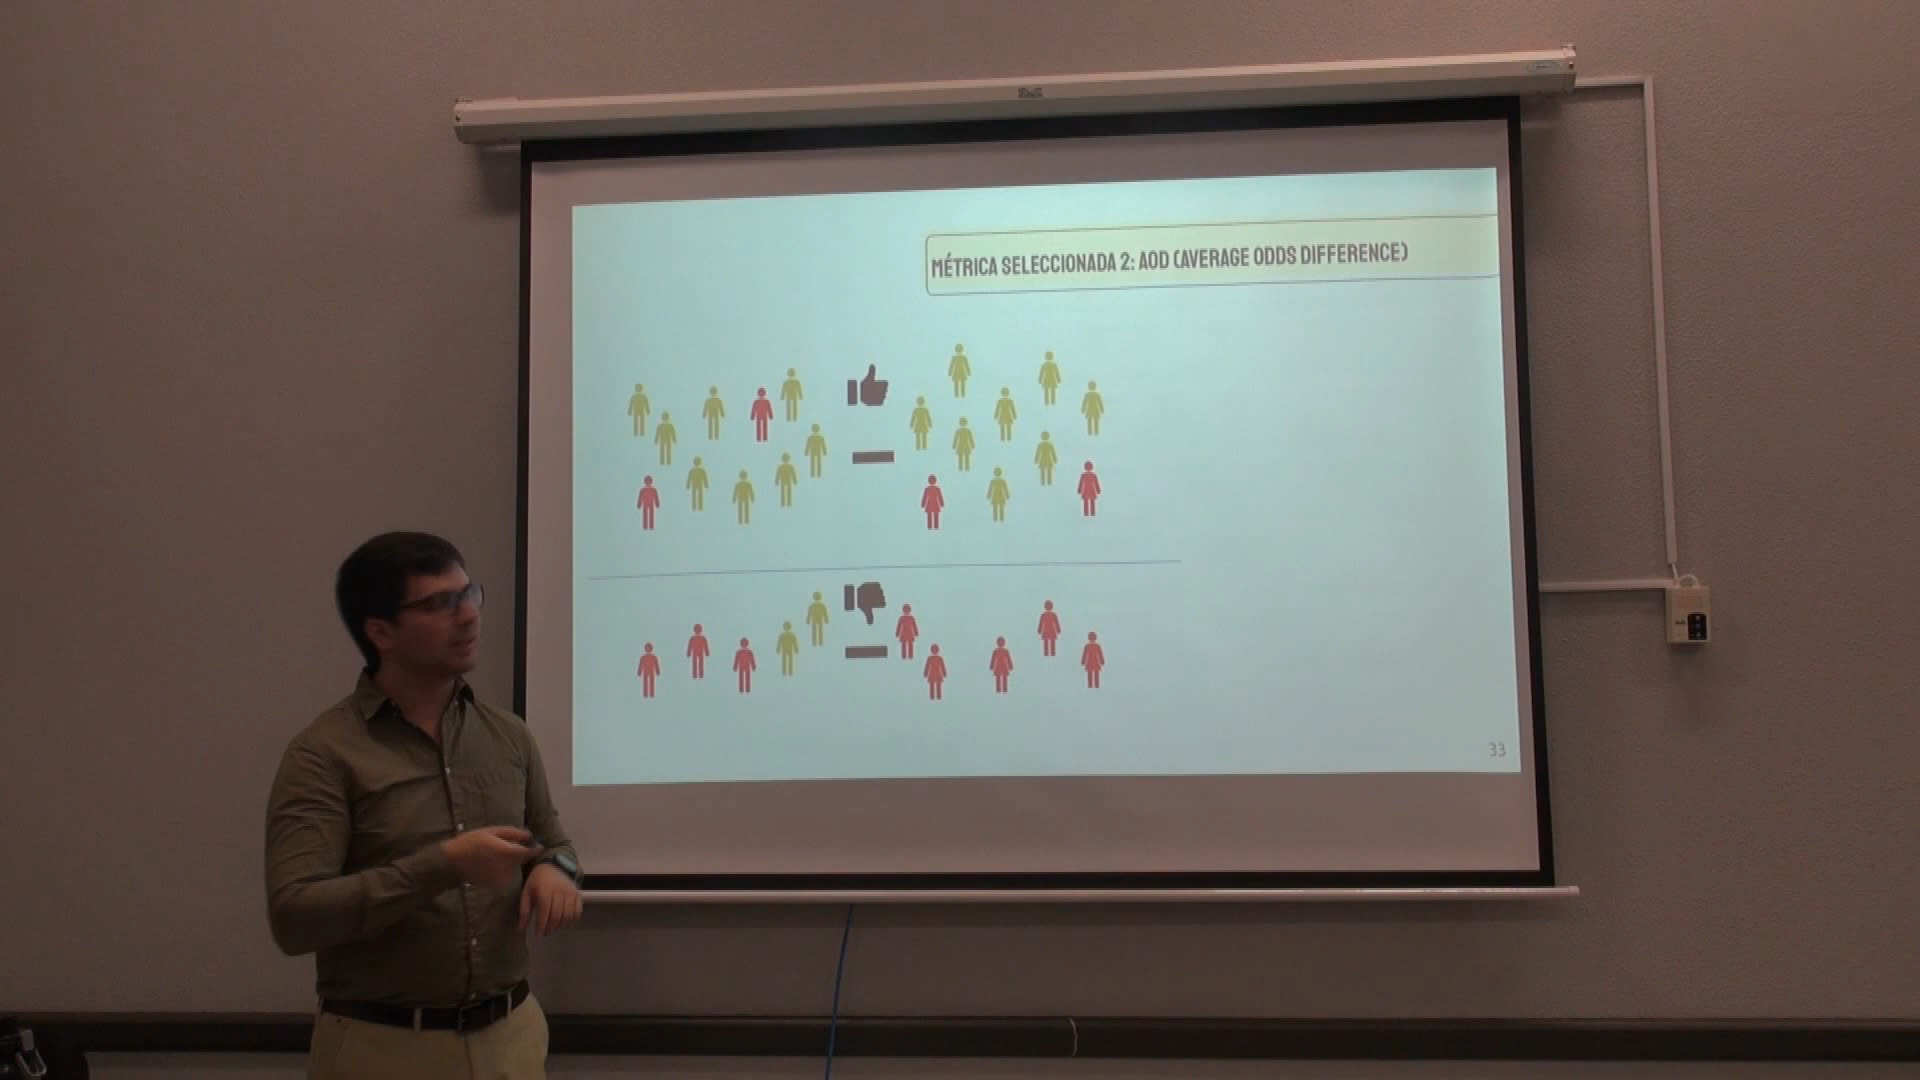 MÉTRICA SELECCIONADA 2: AOD (AVERAGE ODDS DIFFERENCE)
33